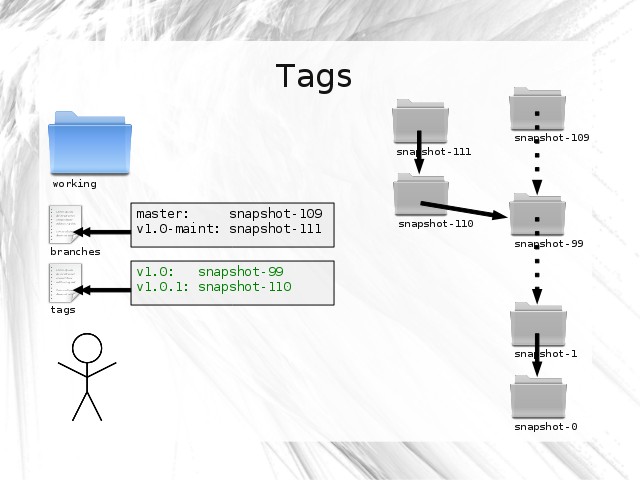 Tags
working
branches
tags
master:     snapshot-109
v1.0-maint: snapshot-111
v1.0:   snapshot-99
v1.0.1: snapshot-110
snapshot-111
snapshot-110
snapshot-109
snapshot-99
snapshot-1
snapshot-0